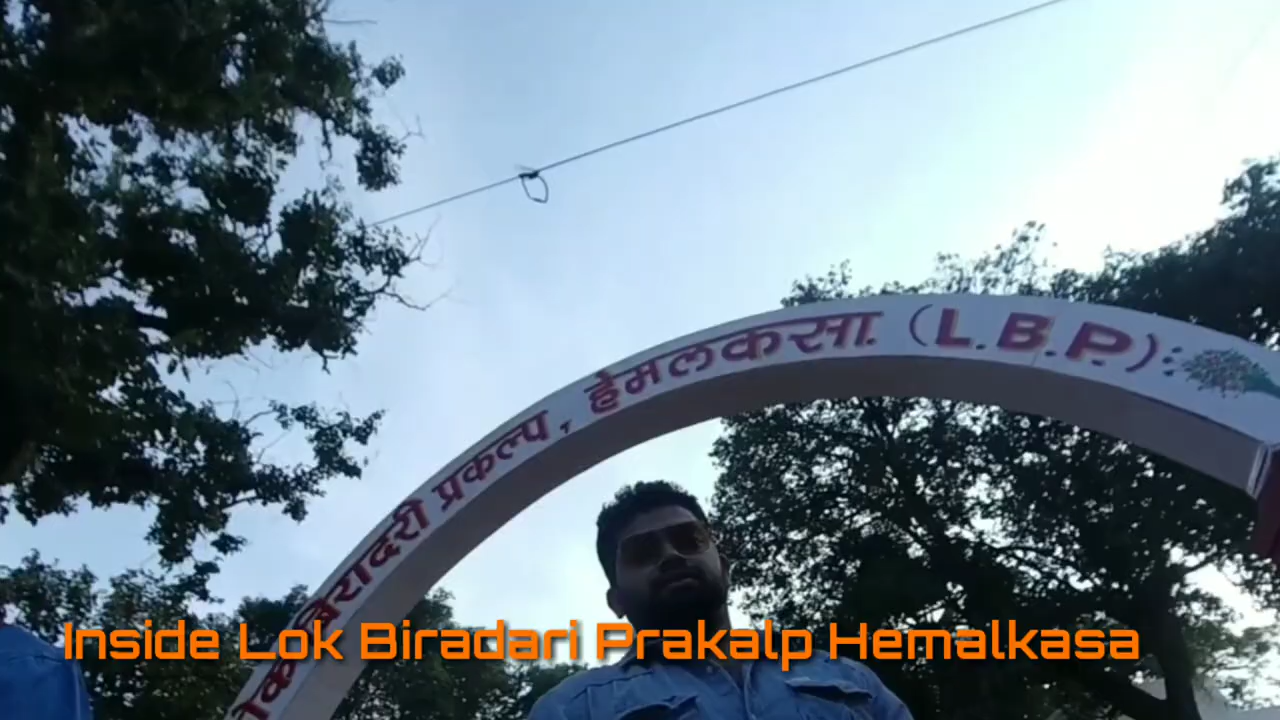 लोक बिरादरी प्रकल्प, हेमलकसा. (L.B.P.)
Inside Lok Biradari Prakalp Hemalkasa